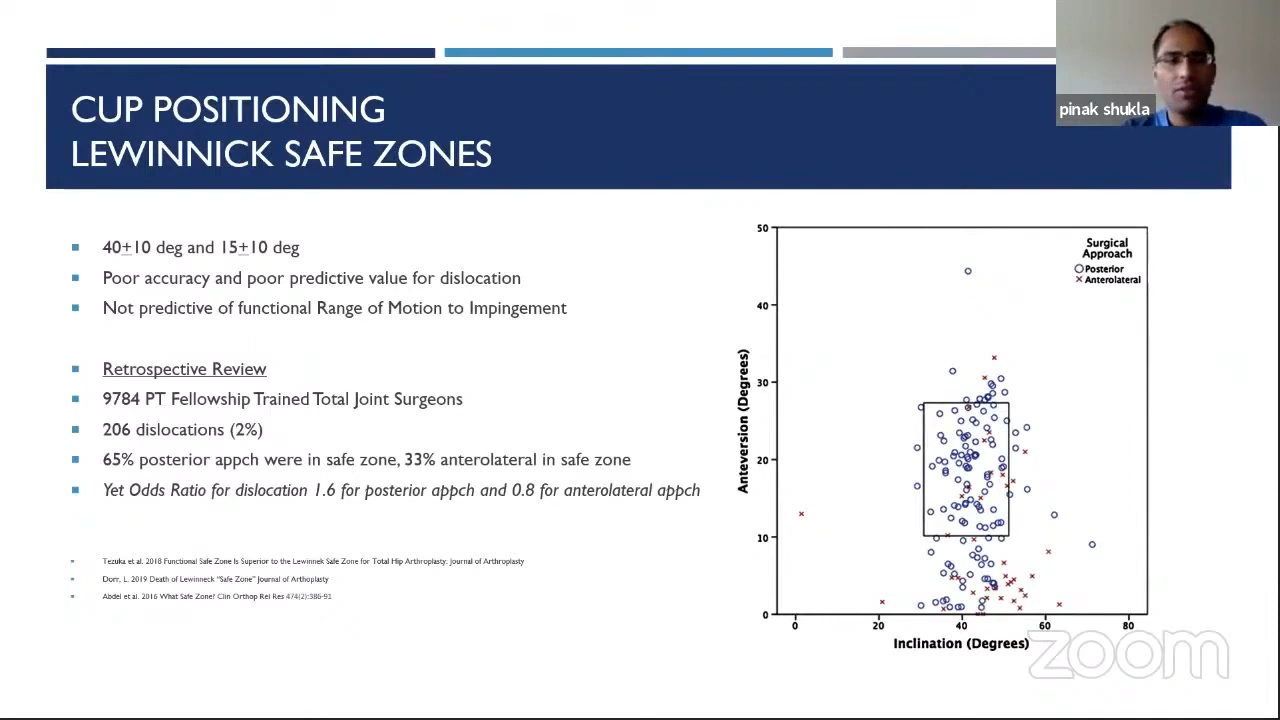 CUP POSITIONING
LEWINNICK SAFE ZONES
pinak shukla
40±10 deg and 15±10 deg
Poor accuracy and poor predictive value for dislocation
Not predictive of functional Range of Motion to Impingement
Retrospective Review
9784 PT Fellowship Trained Total Joint Surgeons
206 dislocations (2%)
65% posterior appch were in safe zone, 33% anterolateral in safe zone
Yet Odds Ratio for dislocation 1.6 for posterior appch and 0.8 for anterolateral appch
Tezuka et al. 2018 Functional Safe Zone Is Superior to the Lewinnek Safe Zone for Total Hip Arthroplasty. Journal of Arthroplasty
Dorr, L. 2019 Death of Lewinneck "Safe Zone" Journal of Arthoplasty
Abdel et al. 2016 What Safe Zone? Clin Orthop Rel Res 474(2):386-91
Surgical
Approach
Posterior
Anterolateral
Anteversion (Degrees)
50
40
30
20
10
0
0 20 40 60 80
Inclination (Degrees)
zoom